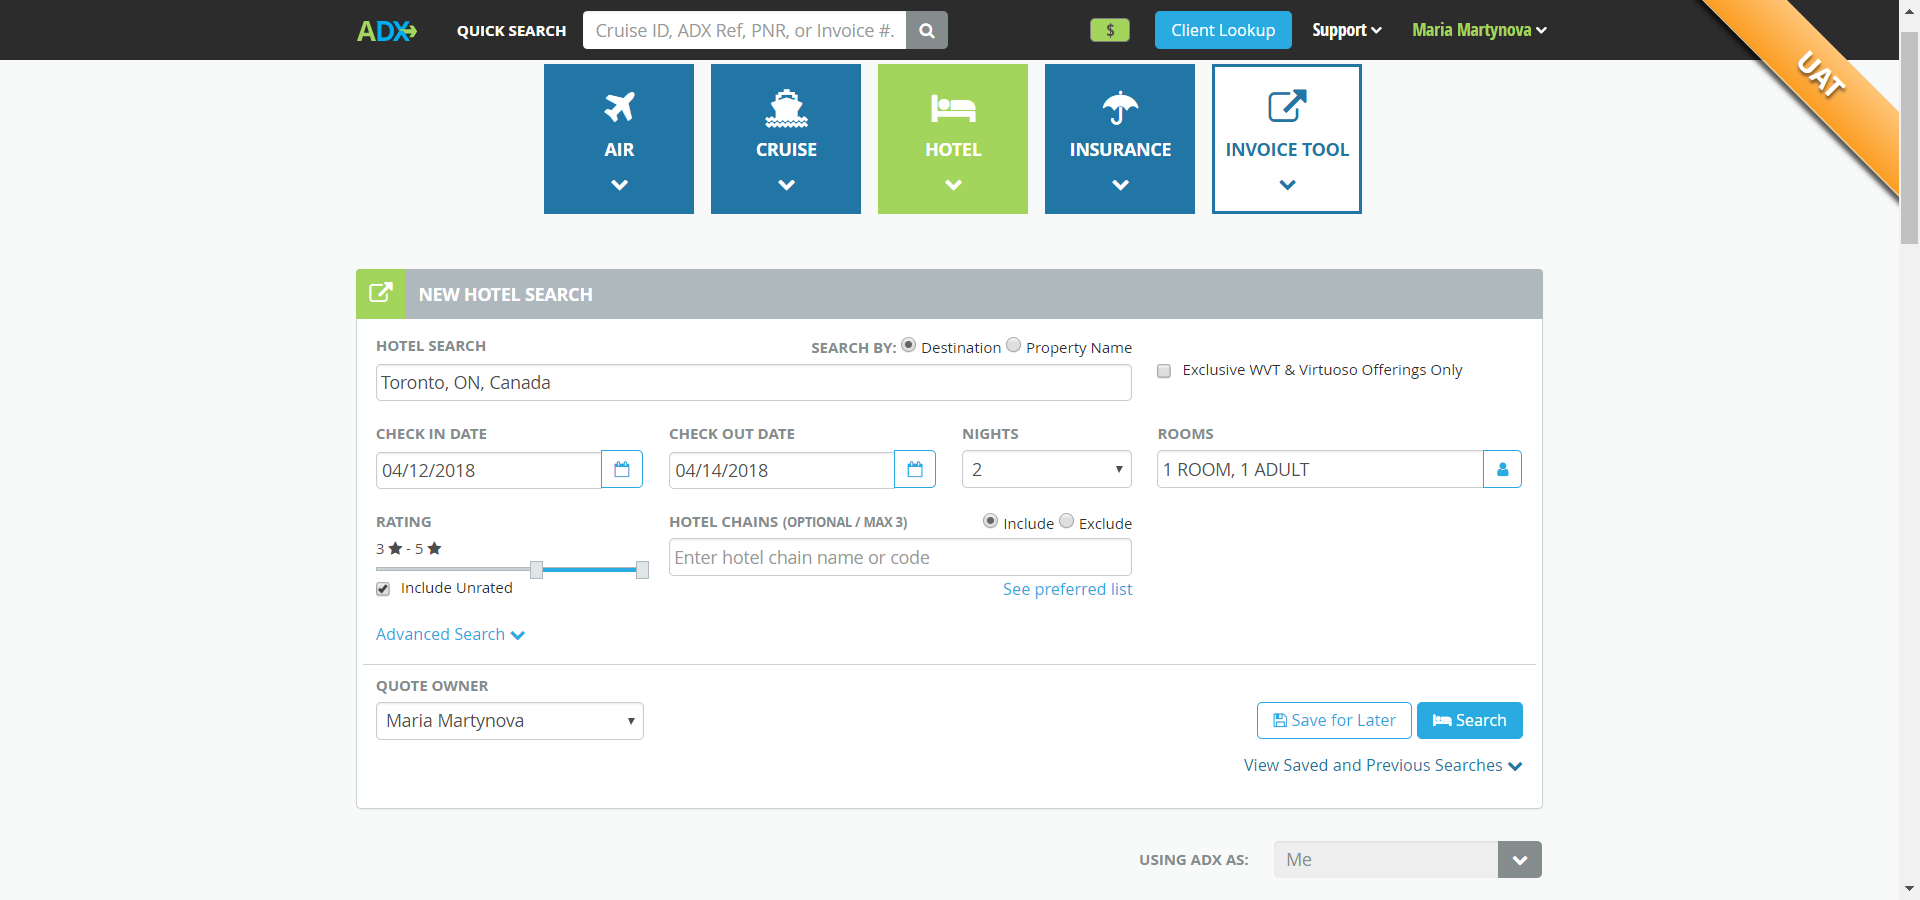 ADX QUICK SEARCH Cruise ID, ADX Ref, PNR, or Invoice #. $ Client Lookup Support Maria Martynova
UAT
AIR CRUISE HOTEL INSURANCE INVOICE TOOL
NEW HOTEL SEARCH
HOTEL SEARCH SEARCH BY: Destination Property Name
Toronto, ON, Canada
Exclusive WVT & Virtuoso Offerings Only
CHECK IN DATE CHECK OUT DATE NIGHTS ROOMS
04/12/2018 04/14/2018 2 1 ROOM, 1 ADULT
RATING HOTEL CHAINS (OPTIONAL / MAX 3) Include Exclude
3 ★ - 5 ★
Enter hotel chain name or code
Include Unrated See preferred list
Advanced Search
QUOTE OWNER
Maria Martynova Save for Later Search
View Saved and Previous Searches
USING ADX AS: Me